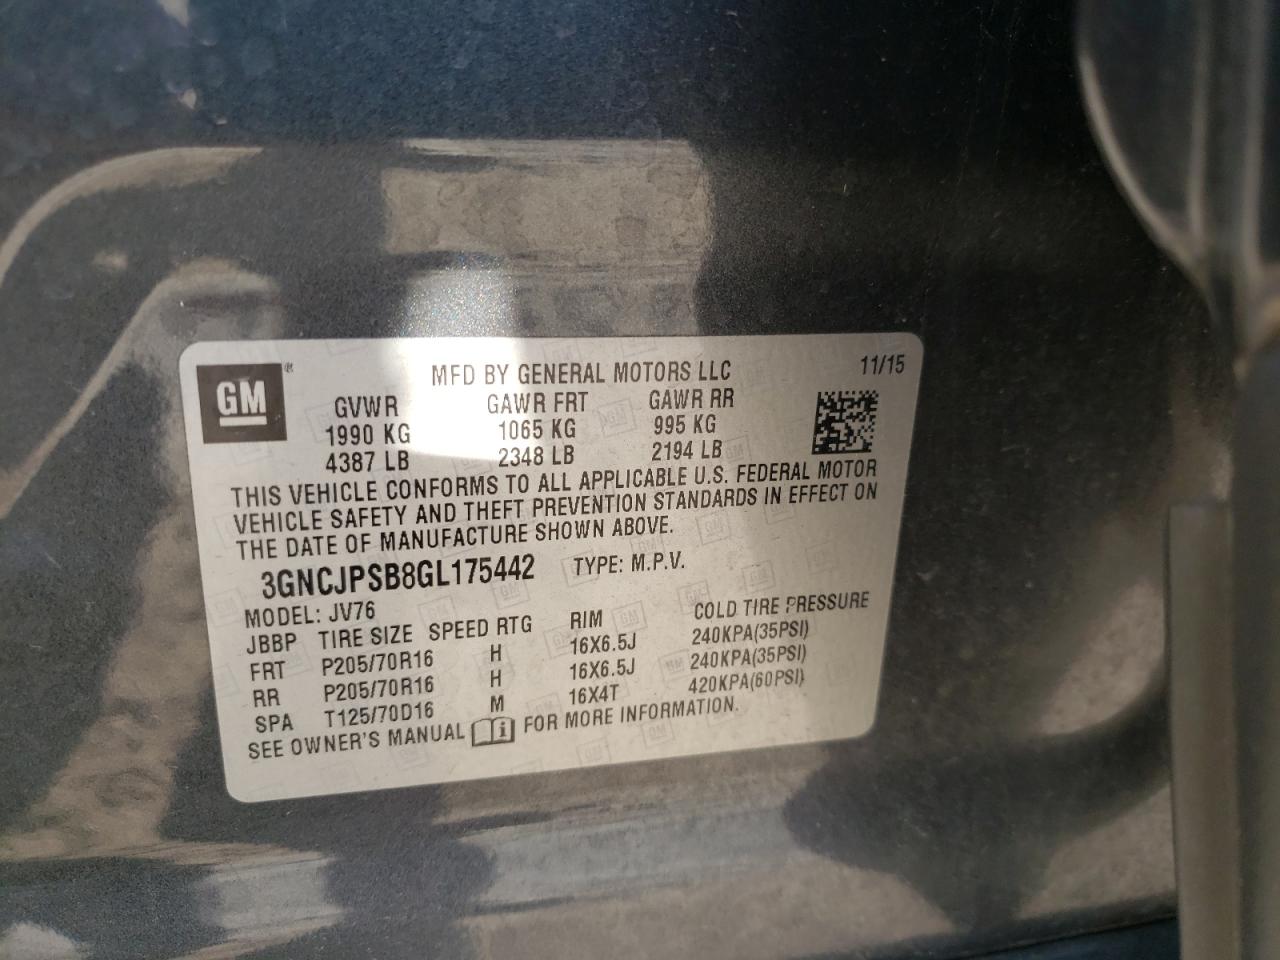 GM ®
MFD BY GENERAL MOTORS LLC 11/15
GVWR GAWR FRT GAWR RR
1990 KG 1065 KG 995 KG
4387 LB 2348 LB 2194 LB
THIS VEHICLE CONFORMS TO ALL APPLICABLE U.S. FEDERAL MOTOR
VEHICLE SAFETY AND THEFT PREVENTION STANDARDS IN EFFECT ON
THE DATE OF MANUFACTURE SHOWN ABOVE.
3GNCJPSB8GL175442 TYPE: M.P.V.
MODEL: JV76
JBBP TIRE SIZE SPEED RTG RIM COLD TIRE PRESSURE
FRT P205/70R16 H 16X6.5J 240KPA(35PSI)
RR P205/70R16 H 16X6.5J 240KPA(35PSI)
SPA T125/70D16 M 16X4T 420KPA(60PSI)
SEE OWNER'S MANUAL i FOR MORE INFORMATION.